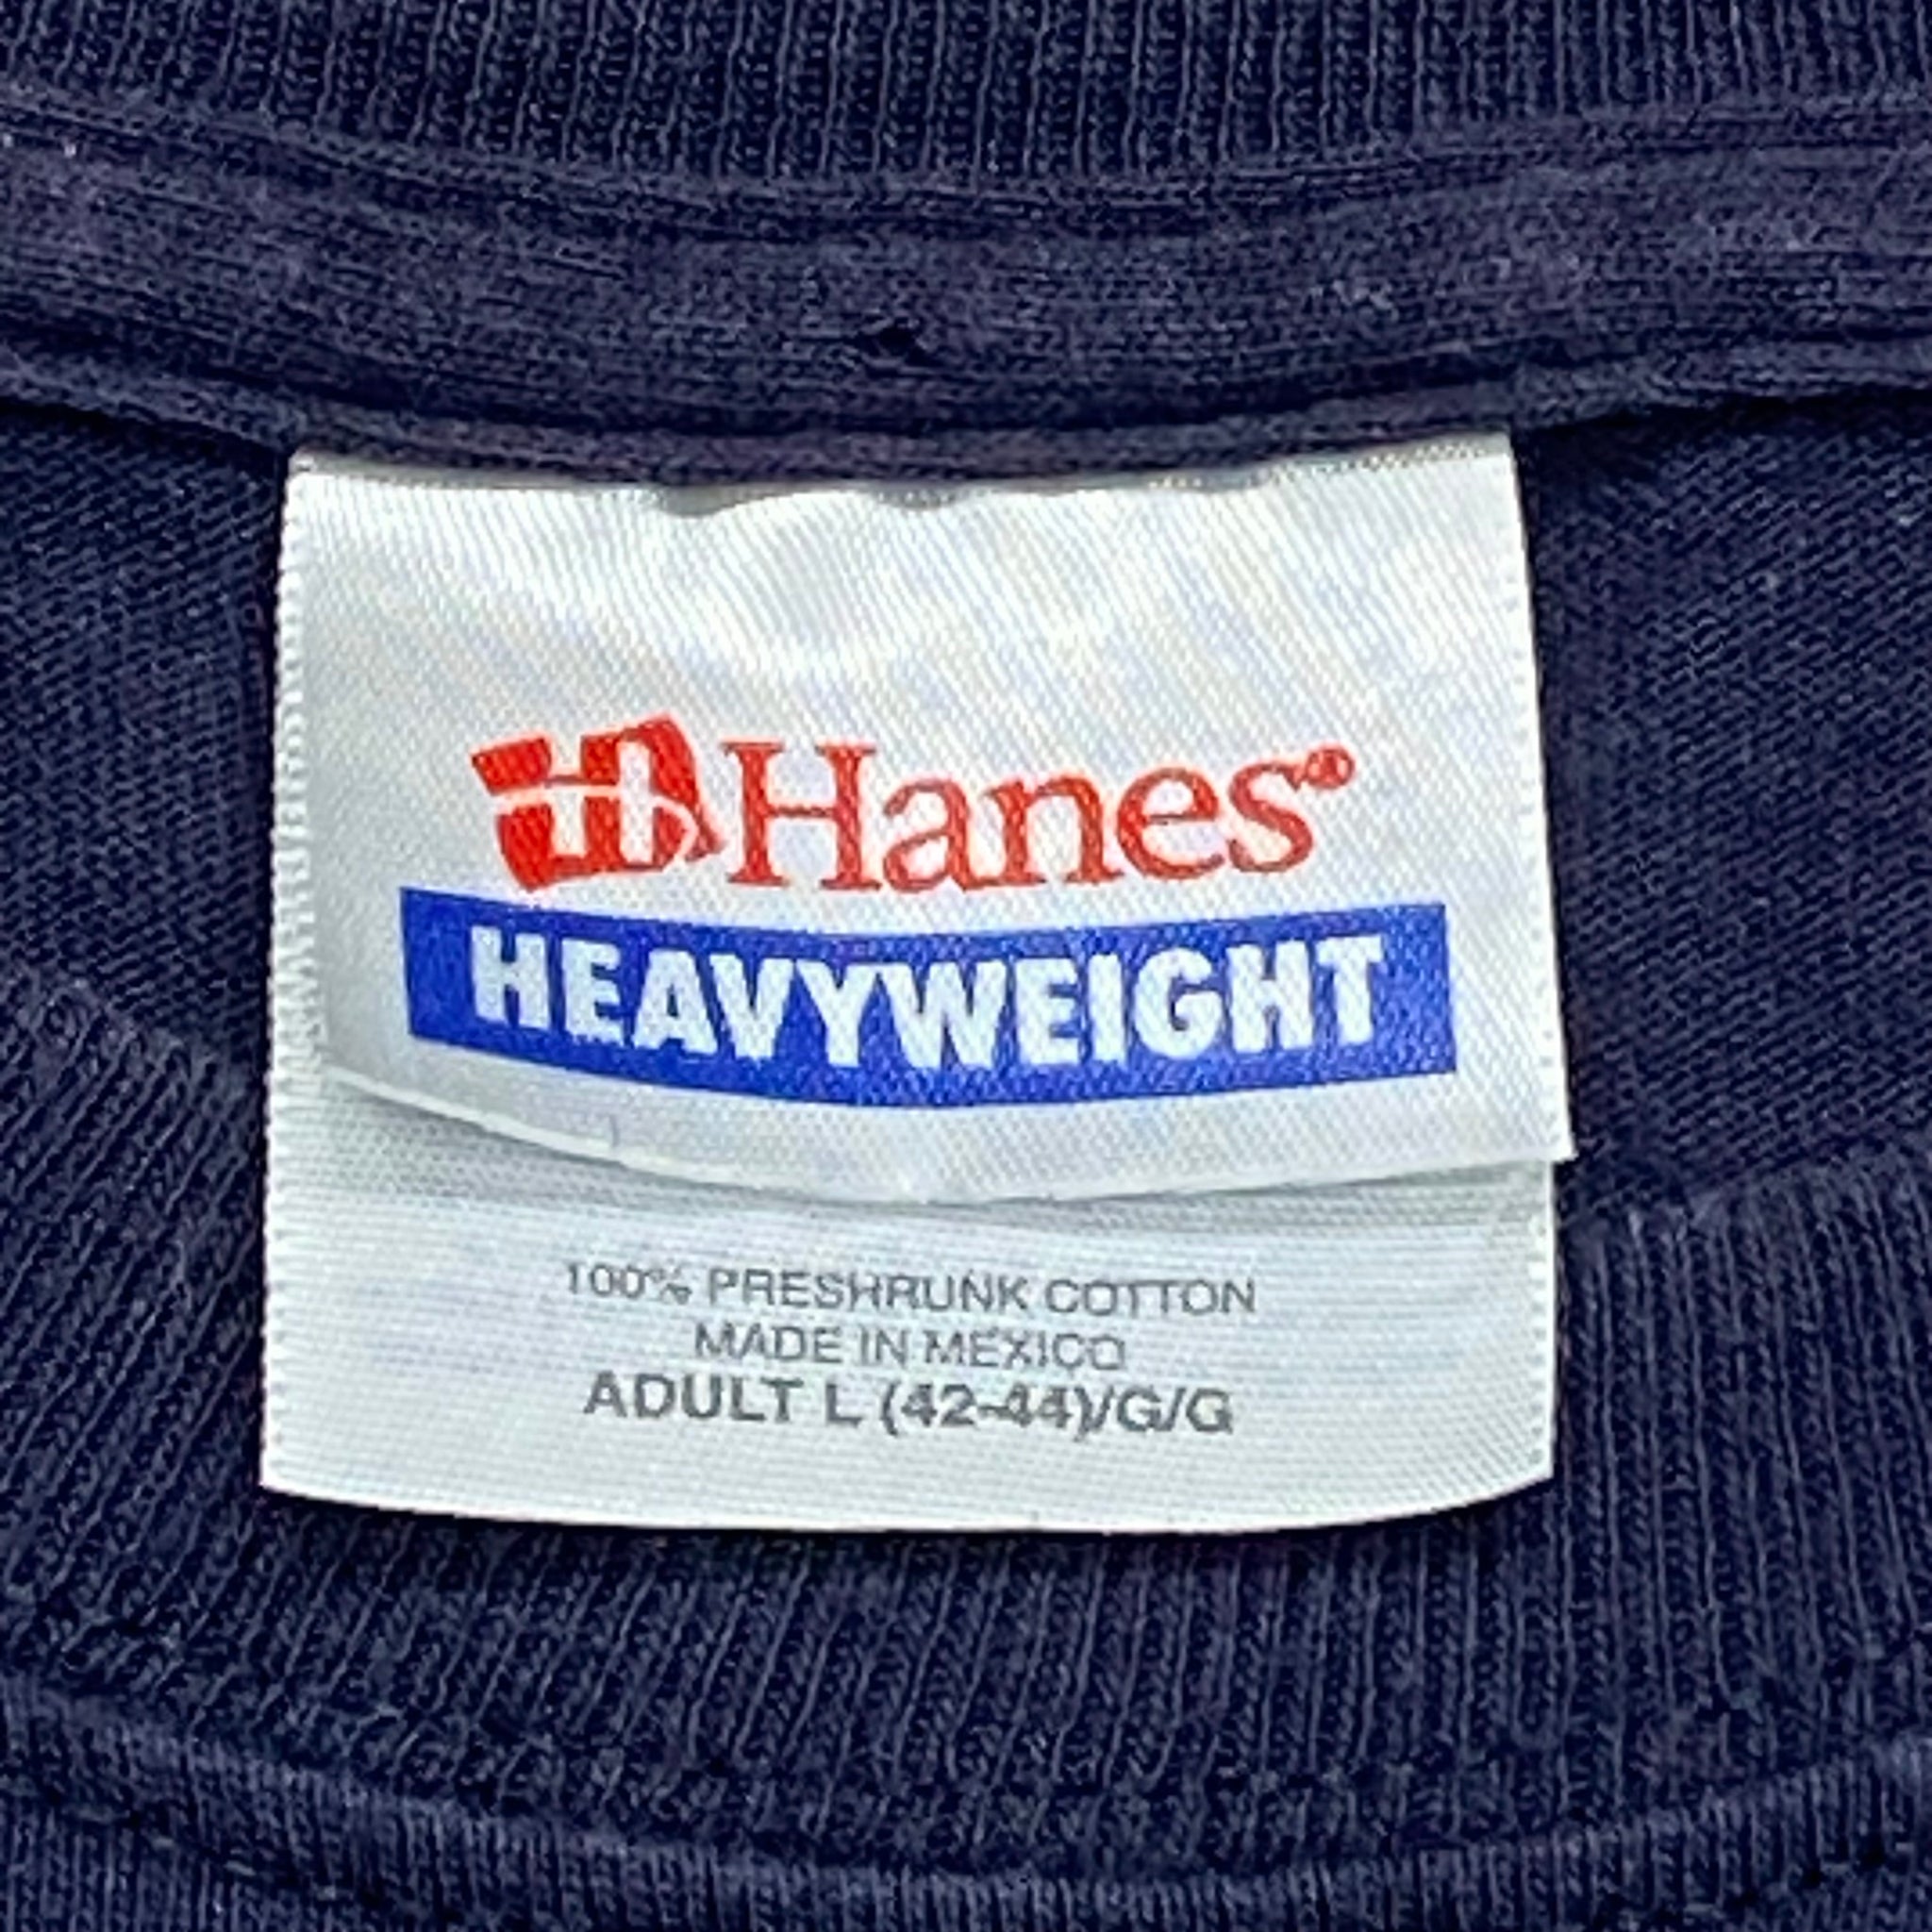 Hanes®
HEAVYWEIGHT
100% PRESHRUNK COTTON
MADE IN MEXICO
ADULT L (42-44)/G/G